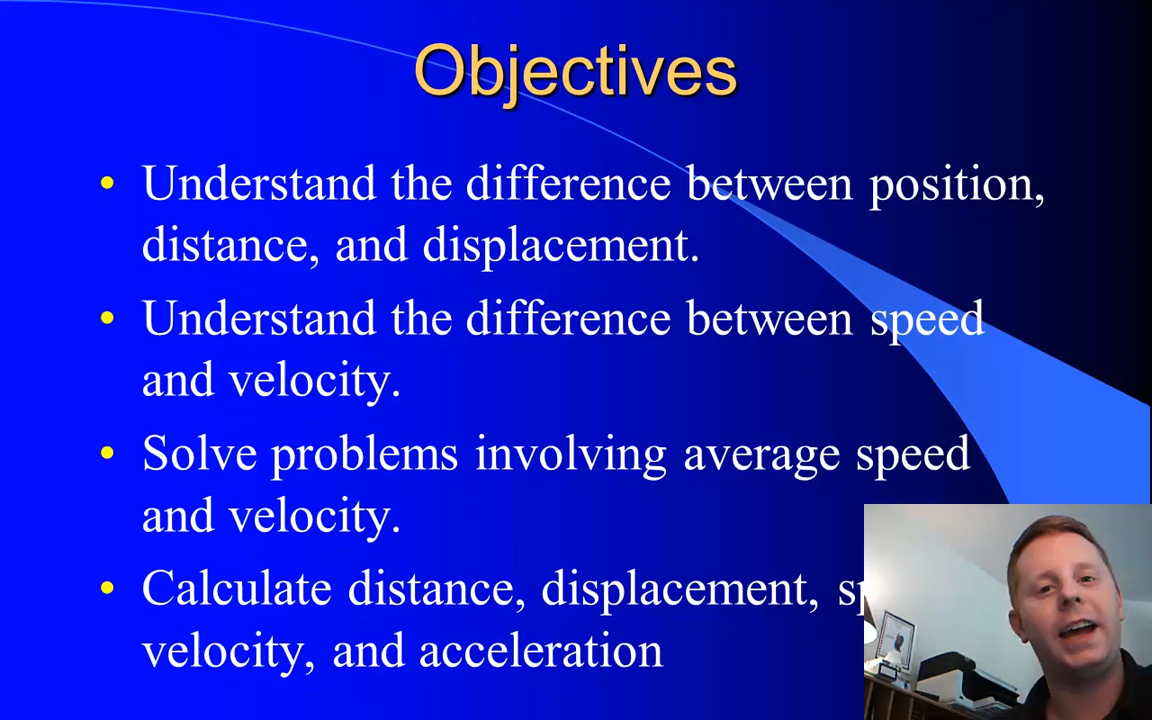 Objectives
• Understand the difference between position,
distance, and displacement.
• Understand the difference between speed
and velocity.
• Solve problems involving average speed
and velocity.
• Calculate distance, displacement,
velocity, and acceleration